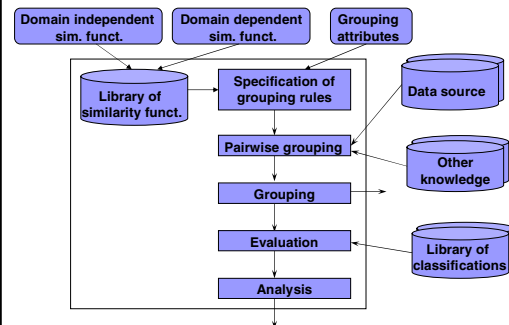 Domain independent
sim. funct.
Domain dependent
sim. funct.
Grouping
attributes
Library of
similarity funct.
Specification of
grouping rules
Data source
Pairwise grouping
Other
knowledge
Grouping
Evaluation
Library of
classifications
Analysis